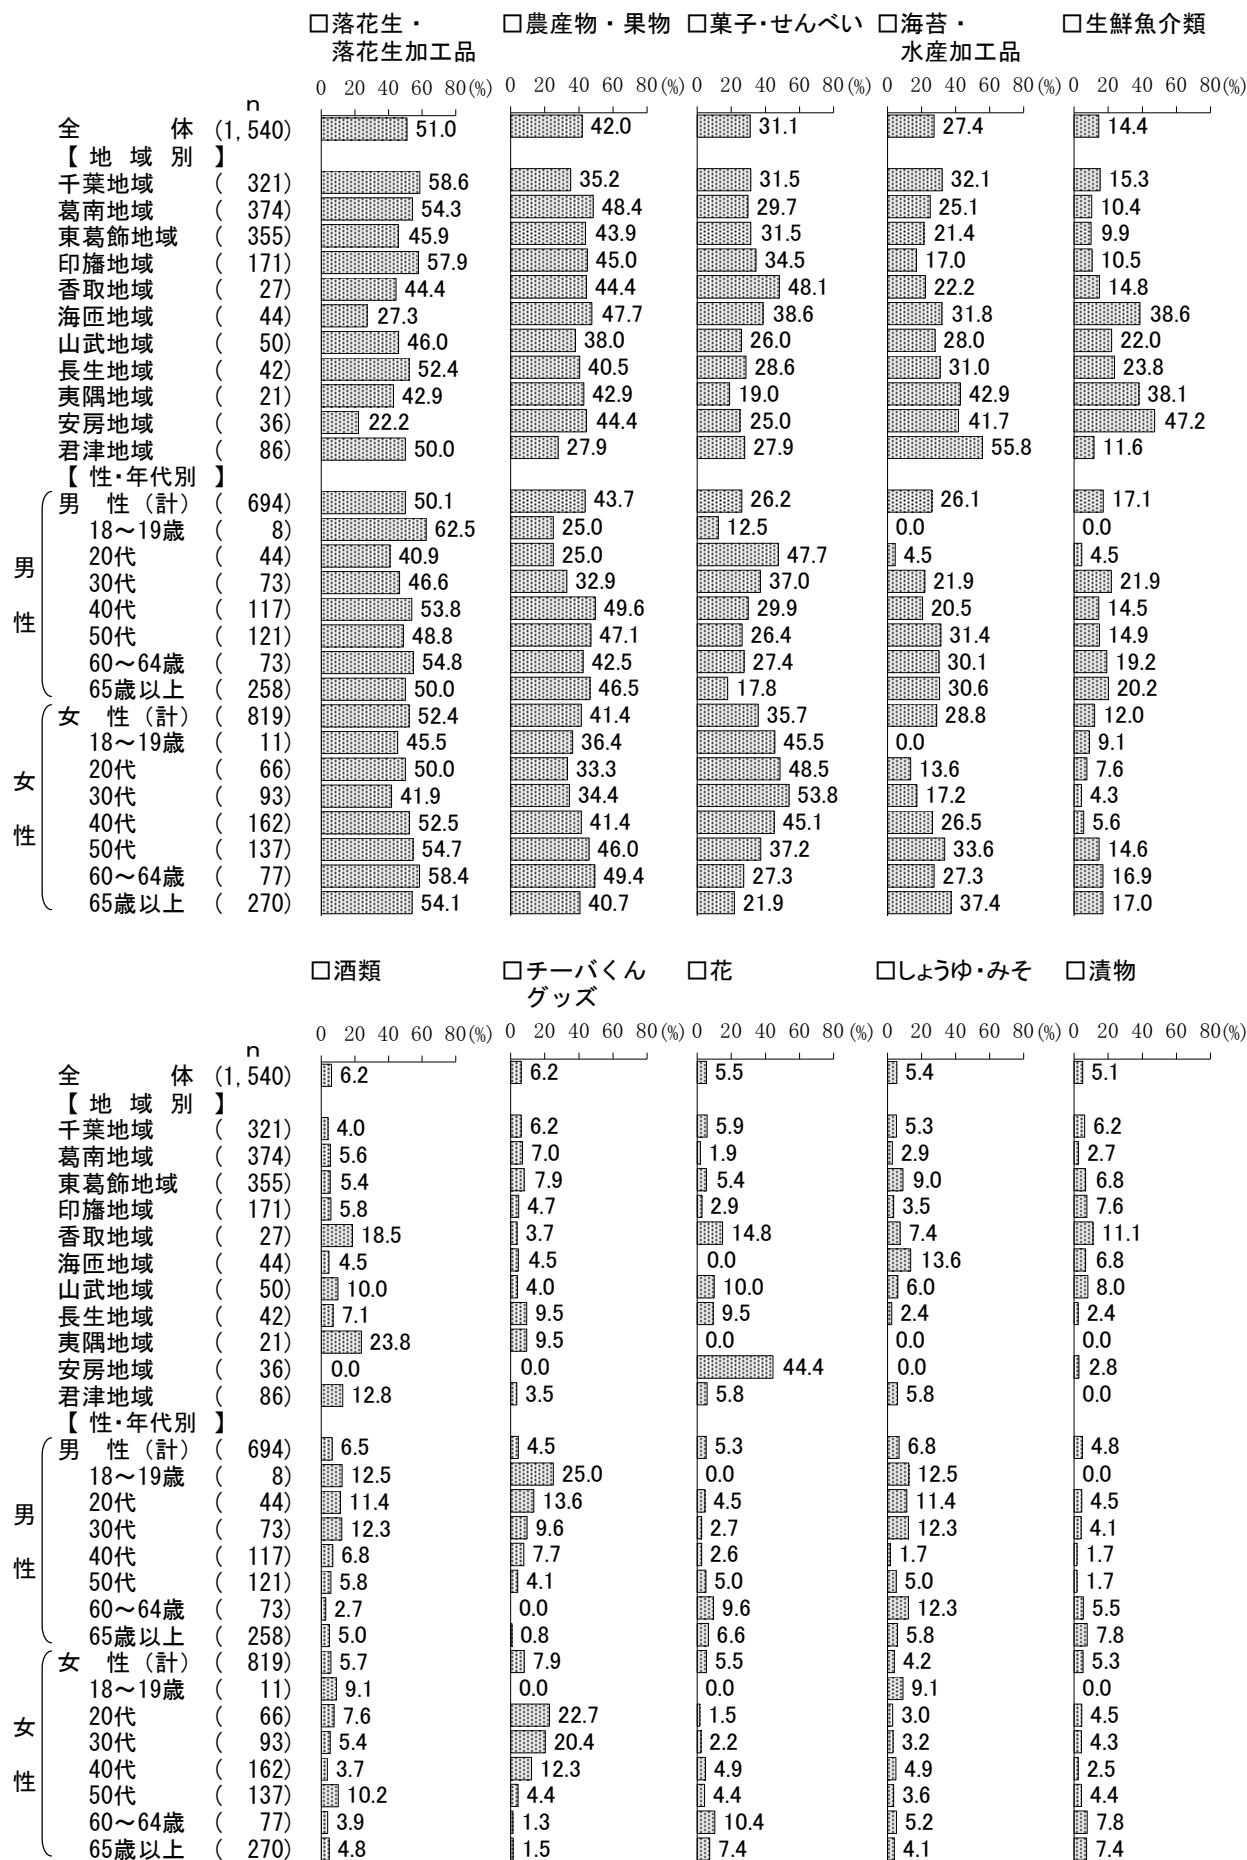 □落花生・ □農産物・果物 □菓子・せんべい □海苔・ □生鮮魚介類
落花生加工品 水産加工品
0 20 40 60 80(%) 0 20 40 60 80(%) 0 20 40 60 80(%) 0 20 40 60 80(%) 0 20 40 60 80(%)
n
全体 (1,540) 51.0 42.0 31.1 27.4 14.4
【地域別】
千葉地域 (321) 58.6 35.2 31.5 32.1 15.3
葛南地域 (374) 54.3 48.4 29.7 25.1 10.4
東葛飾地域 (355) 45.9 43.9 31.5 21.4 9.9
印旛地域 (171) 57.9 45.0 34.5 17.0 10.5
香取地域 (27) 44.4 44.4 48.1 22.2 14.8
海匝地域 (44) 27.3 47.7 38.6 31.8 38.6
山武地域 (50) 46.0 38.0 26.0 28.0 22.0
長生地域 (42) 52.4 40.5 28.6 31.0 23.8
夷隅地域 (21) 42.9 42.9 19.0 42.9 38.1
安房地域 (36) 22.2 44.4 25.0 41.7 47.2
君津地域 (86) 50.0 27.9 27.9 55.8 11.6
【性・年代別】
男性
男性(計) (694) 50.1 43.7 26.2 26.1 17.1
18～19歳 (8) 62.5 25.0 12.5 0.0 0.0
20代 (44) 40.9 25.0 47.7 4.5 4.5
30代 (73) 46.6 32.9 37.0 21.9 21.9
40代 (117) 53.8 49.6 29.9 20.5 14.5
50代 (121) 48.8 47.1 26.4 31.4 14.9
60～64歳 (73) 54.8 42.5 27.4 30.1 19.2
65歳以上 (258) 50.0 46.5 17.8 30.6 20.2
女性
女性(計) (819) 52.4 41.4 35.7 28.8 12.0
18～19歳 (11) 45.5 36.4 45.5 0.0 9.1
20代 (66) 50.0 33.3 48.5 13.6 7.6
30代 (93) 41.9 34.4 53.8 17.2 4.3
40代 (162) 52.5 41.4 45.1 26.5 5.6
50代 (137) 54.7 46.0 37.2 33.6 14.6
60～64歳 (77) 58.4 49.4 27.3 27.3 16.9
65歳以上 (270) 54.1 40.7 21.9 37.4 17.0
□酒類 □チーバくん □花 □しょうゆ・みそ □漬物
グッズ
0 20 40 60 80(%) 0 20 40 60 80(%) 0 20 40 60 80(%) 0 20 40 60 80(%) 0 20 40 60 80(%)
n
全体 (1,540) 6.2 6.2 5.5 5.4 5.1
【地域別】
千葉地域 (321) 4.0 6.2 5.9 5.3 6.2
葛南地域 (374) 5.6 7.0 1.9 2.9 2.7
東葛飾地域 (355) 5.4 7.9 5.4 9.0 6.8
印旛地域 (171) 5.8 4.7 2.9 3.5 7.6
香取地域 (27) 18.5 3.7 14.8 7.4 11.1
海匝地域 (44) 4.5 4.5 0.0 13.6 6.8
山武地域 (50) 10.0 4.0 10.0 6.0 8.0
長生地域 (42) 7.1 9.5 9.5 2.4 2.4
夷隅地域 (21) 23.8 9.5 0.0 0.0 0.0
安房地域 (36) 0.0 0.0 44.4 0.0 2.8
君津地域 (86) 12.8 3.5 5.8 5.8 0.0
【性・年代別】
男性
男性(計) (694) 6.5 4.5 5.3 6.8 4.8
18～19歳 (8) 12.5 25.0 0.0 12.5 0.0
20代 (44) 11.4 13.6 4.5 11.4 4.5
30代 (73) 12.3 9.6 2.7 12.3 4.1
40代 (117) 6.8 7.7 2.6 1.7 1.7
50代 (121) 5.8 4.1 5.0 5.0 1.7
60～64歳 (73) 2.7 0.0 9.6 12.3 5.5
65歳以上 (258) 5.0 0.8 6.6 5.8 7.8
女性
女性(計) (819) 5.7 7.9 5.5 4.2 5.3
18～19歳 (11) 9.1 0.0 0.0 9.1 0.0
20代 (66) 7.6 22.7 1.5 3.0 4.5
30代 (93) 5.4 20.4 2.2 3.2 4.3
40代 (162) 3.7 12.3 4.9 4.9 2.5
50代 (137) 10.2 4.4 4.4 3.6 4.4
60～64歳 (77) 3.9 1.3 10.4 5.2 7.8
65歳以上 (270) 4.8 1.5 7.4 4.1 7.4